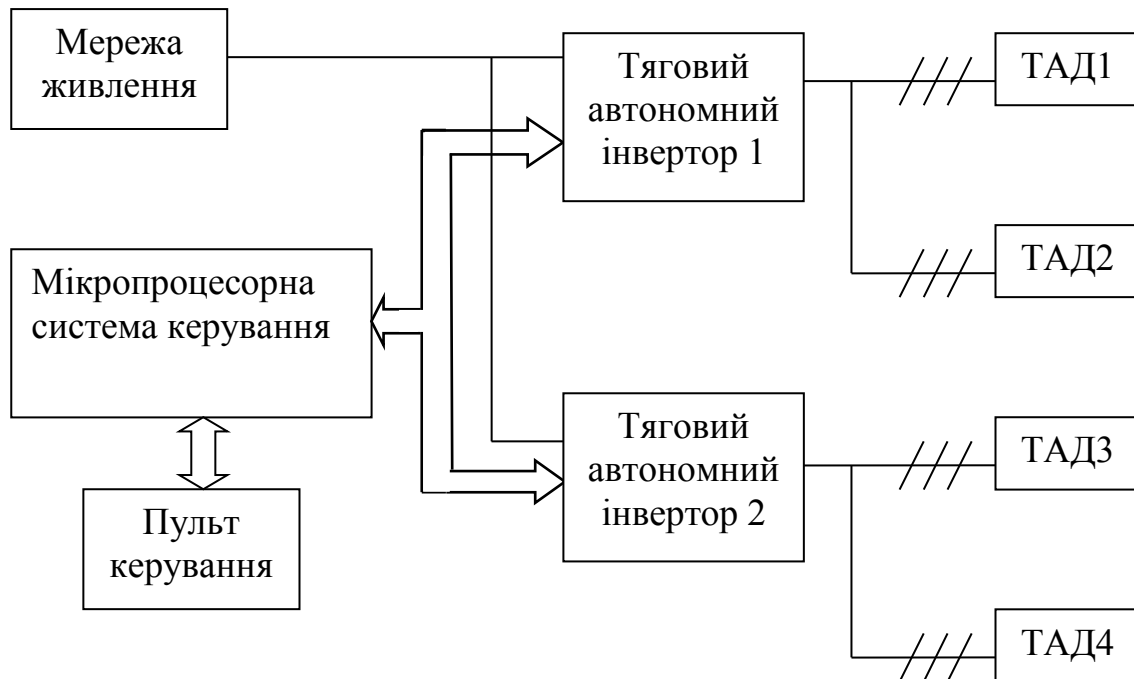 Мережа
живлення
Тяговий
автономний
інвертор 1
ТАД1
ТАД2
Мікропроцесорна
система керування
Тяговий
автономний
інвертор 2
ТАД3
Пульт
керування
ТАД4